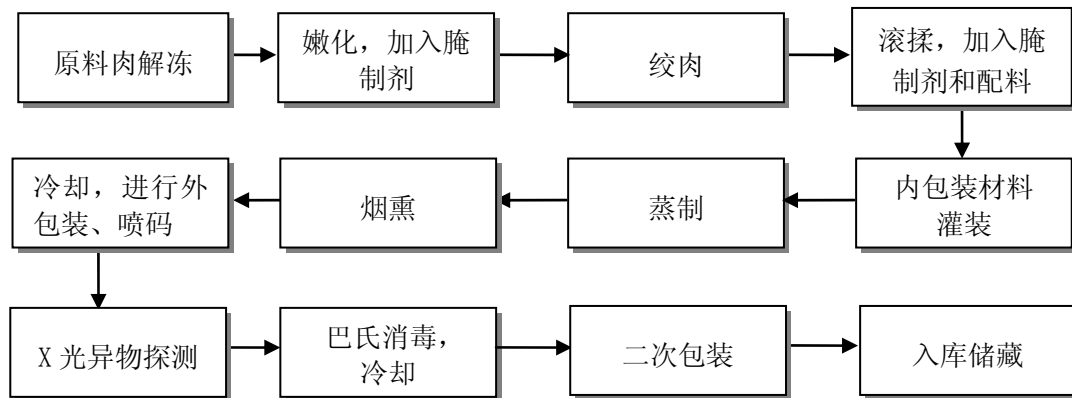 原料肉解冻
嫩化，加入腌
制剂
绞肉
滚揉，加入腌
制剂和配料
内包装材料
灌装
蒸制
烟熏
冷却，进行外
包装、喷码
X 光异物探测
巴氏消毒，
冷却
二次包装
入库储藏